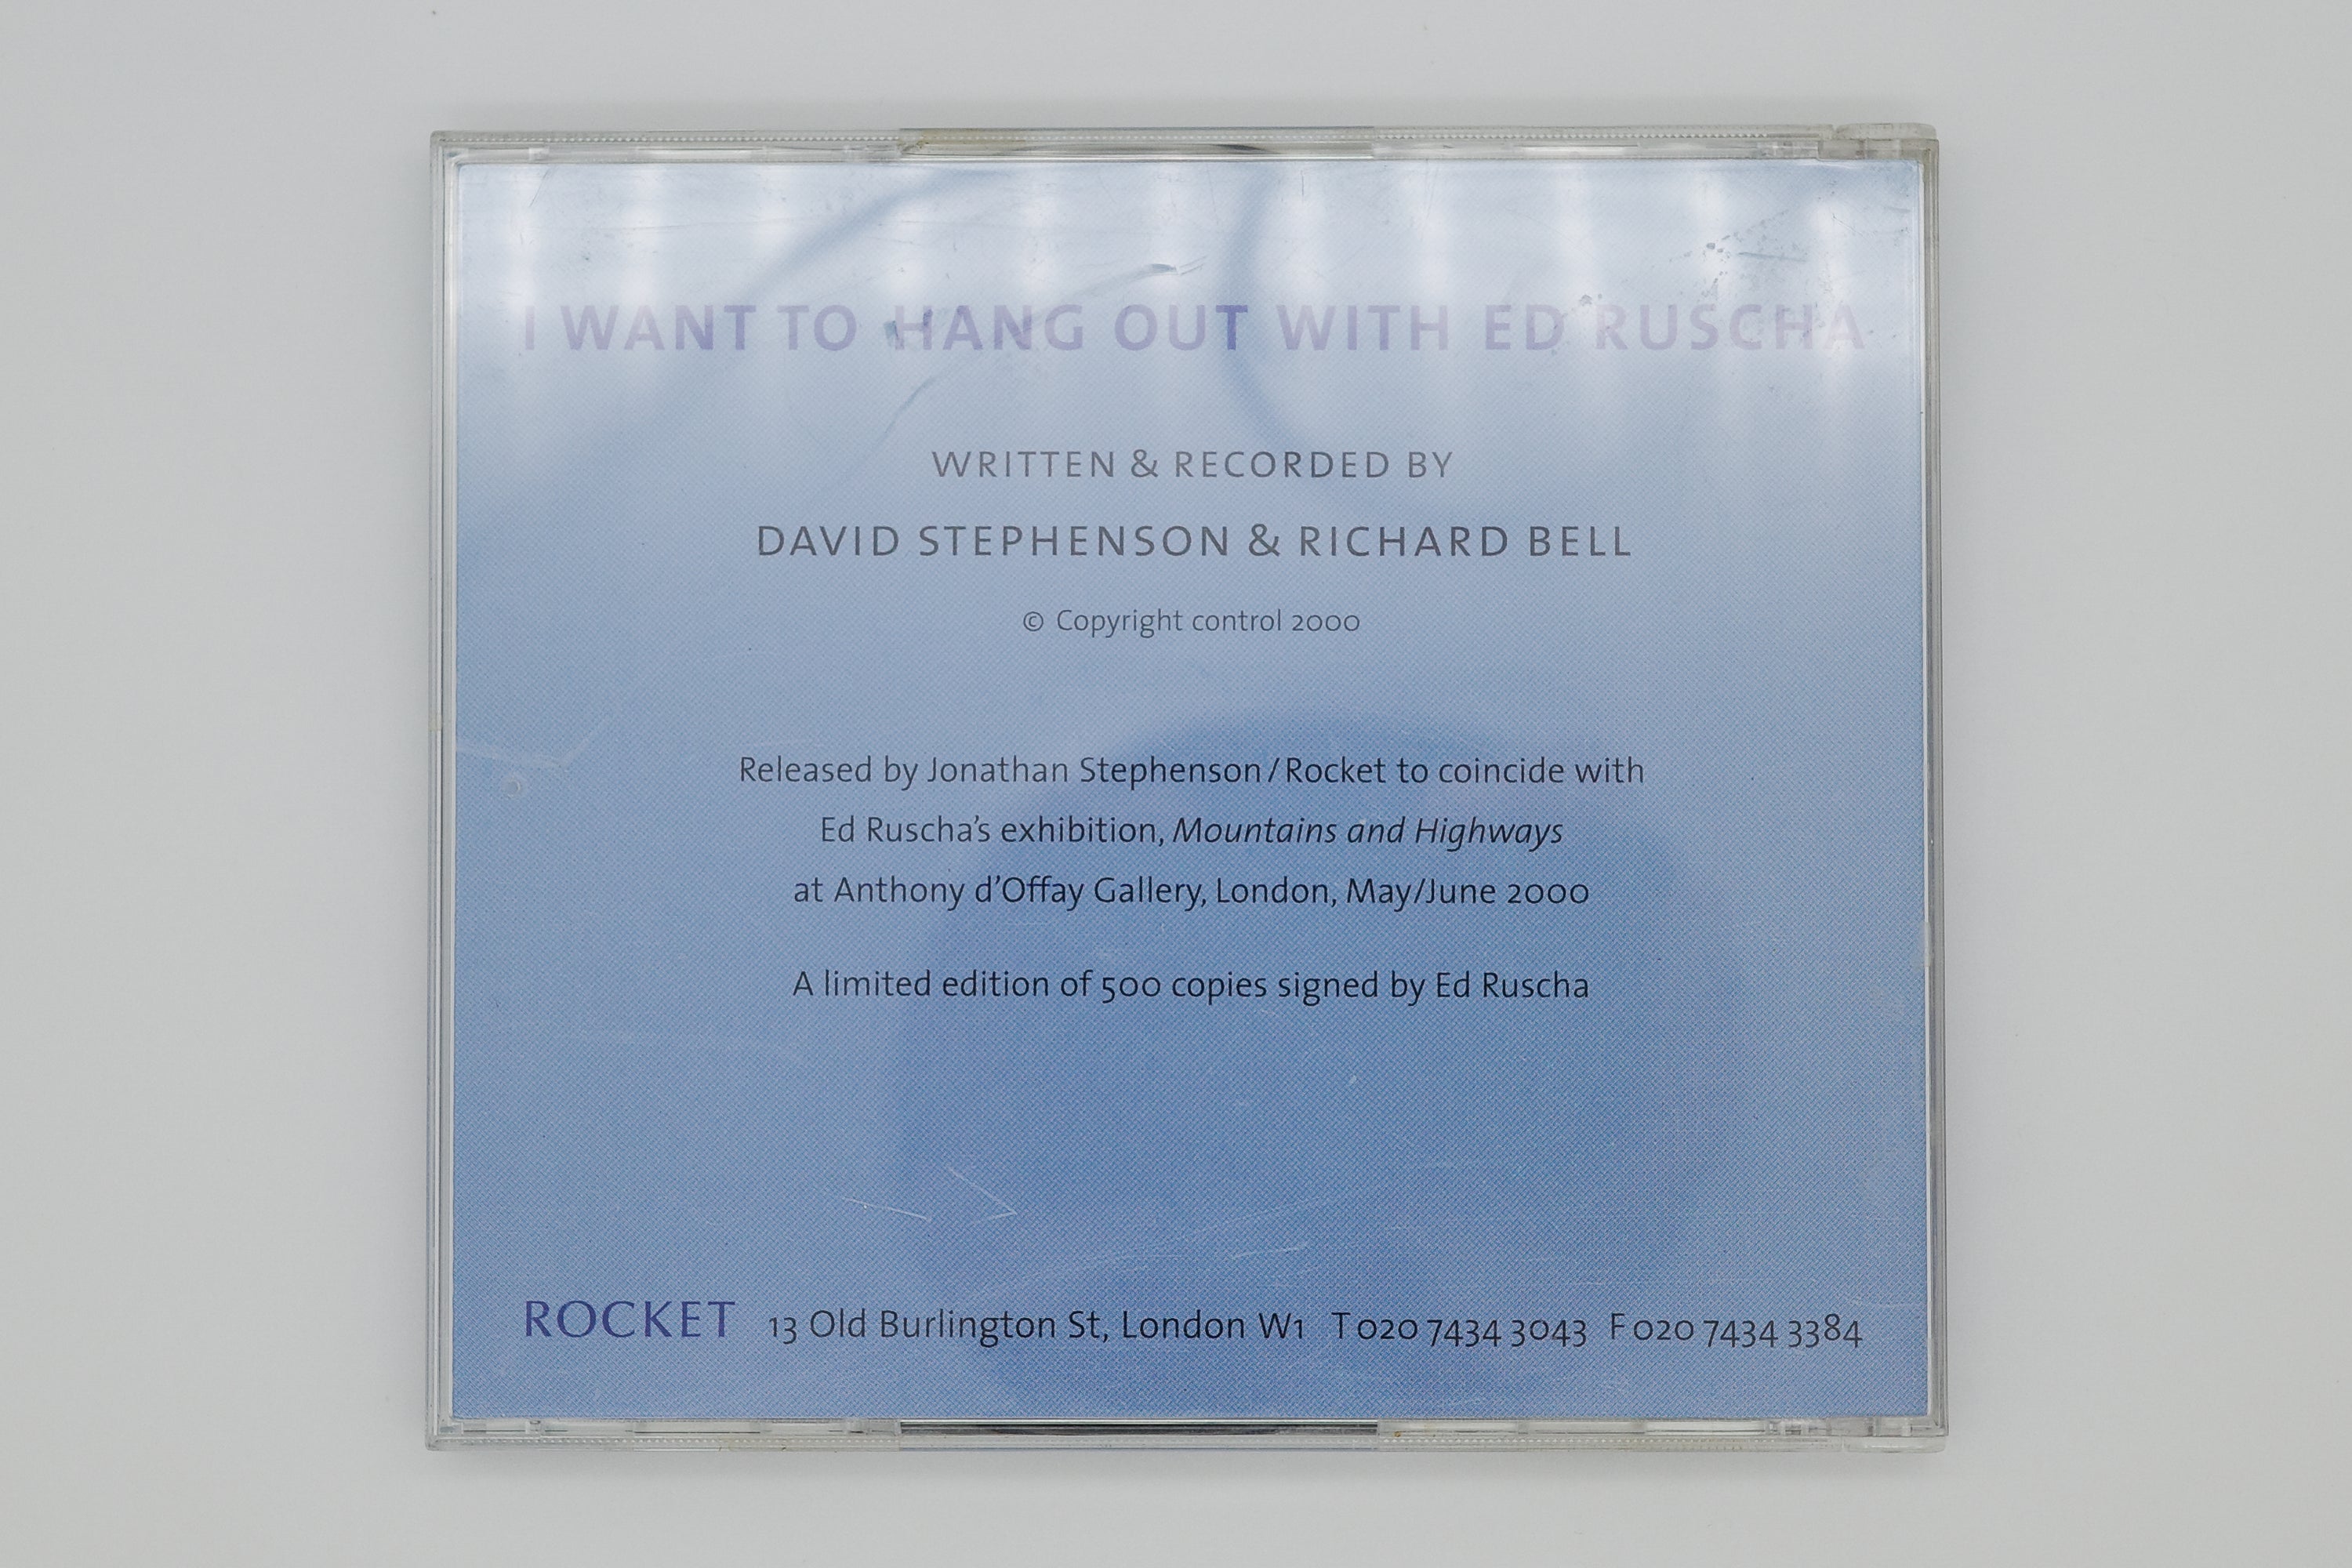 I WANT TO HANG OUT WITH ED RUSCHA
WRITTEN & RECORDED BY
DAVID STEPHENSON & RICHARD BELL
© Copyright control 2000
Released by Jonathan Stephenson/Rocket to coincide with
Ed Ruscha's exhibition, Mountains and Highways
at Anthony d'Offay Gallery, London, May/June 2000
A limited edition of 500 copies signed by Ed Ruscha
ROCKET 13 Old Burlington St, London W1 T 020 7434 3043 F 020 7434 3384